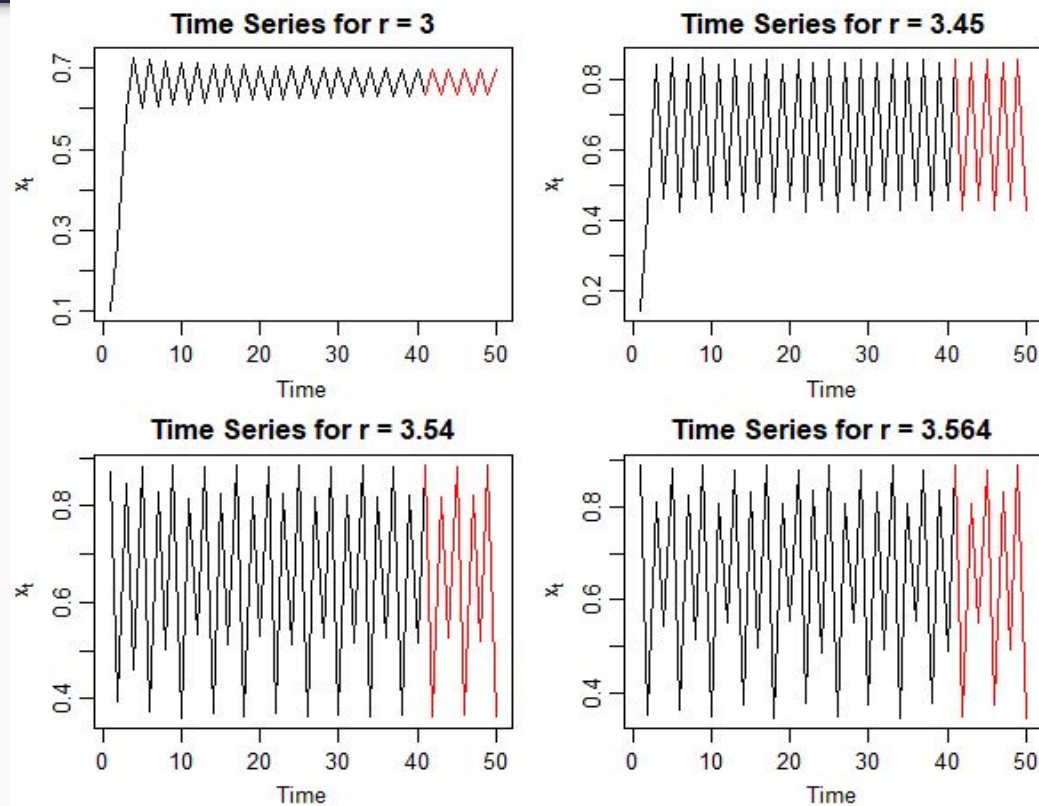 Time Series for r = 3
0.7
0.5
0.3
0.1
xt
0 10 20 30 40 50
Time
Time Series for r = 3.45
0.8
0.6
0.4
0.2
xt
0 10 20 30 40 50
Time
Time Series for r = 3.54
0.8
0.6
0.4
xt
0 10 20 30 40 50
Time
Time Series for r = 3.564
0.8
0.6
0.4
xt
0 10 20 30 40 50
Time